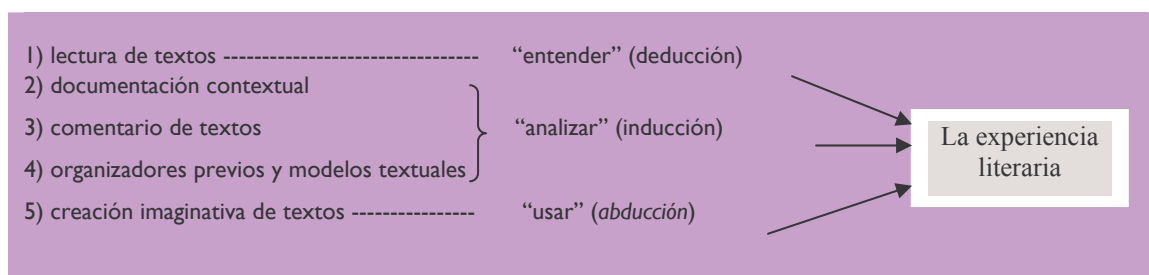 1) lectura de textos --------------------------------- “entender” (deducción)
2) documentación contextual
3) comentario de textos “analizar” (inducción)
4) organizadores previos y modelos textuales
5) creación imaginativa de textos ---------------- “usar” (abducción)
La experiencia
literaria